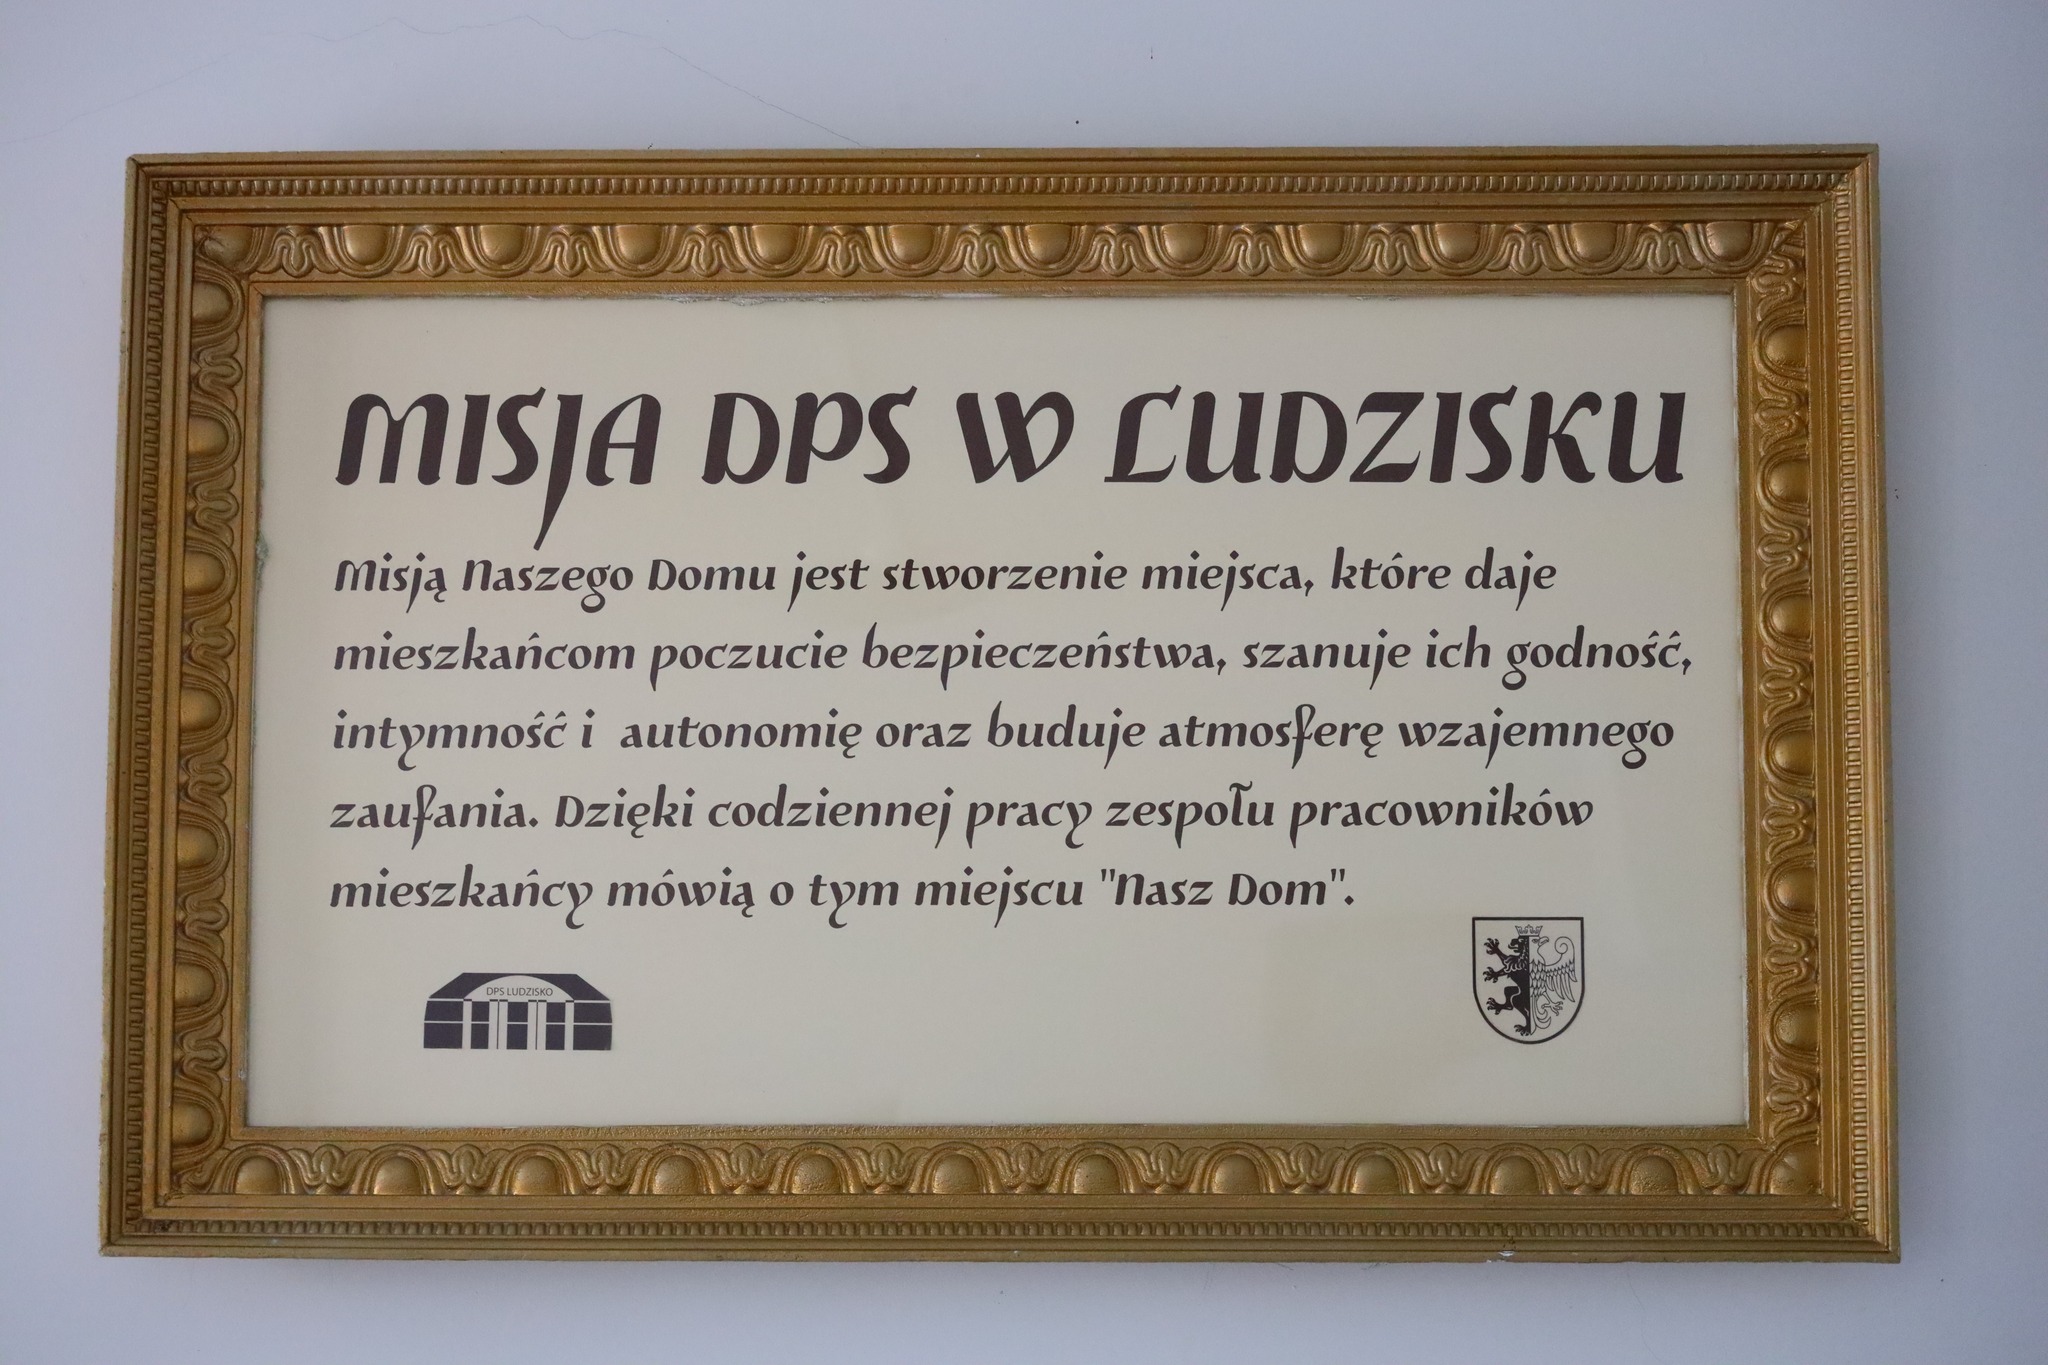 MISJA DPS W LUDZISKU
Misją Naszego Domu jest stworzenie miejsca, które daje
mieszkańcom poczucie bezpieczeństwa, szanuje ich godność,
intymność i autonomię oraz buduje atmosferę wzajemnego
zaufania. Dzięki codziennej pracy zespołu pracowników
mieszkańcy mówią o tym miejscu "Nasz Dom".
DPS LUDZISKO